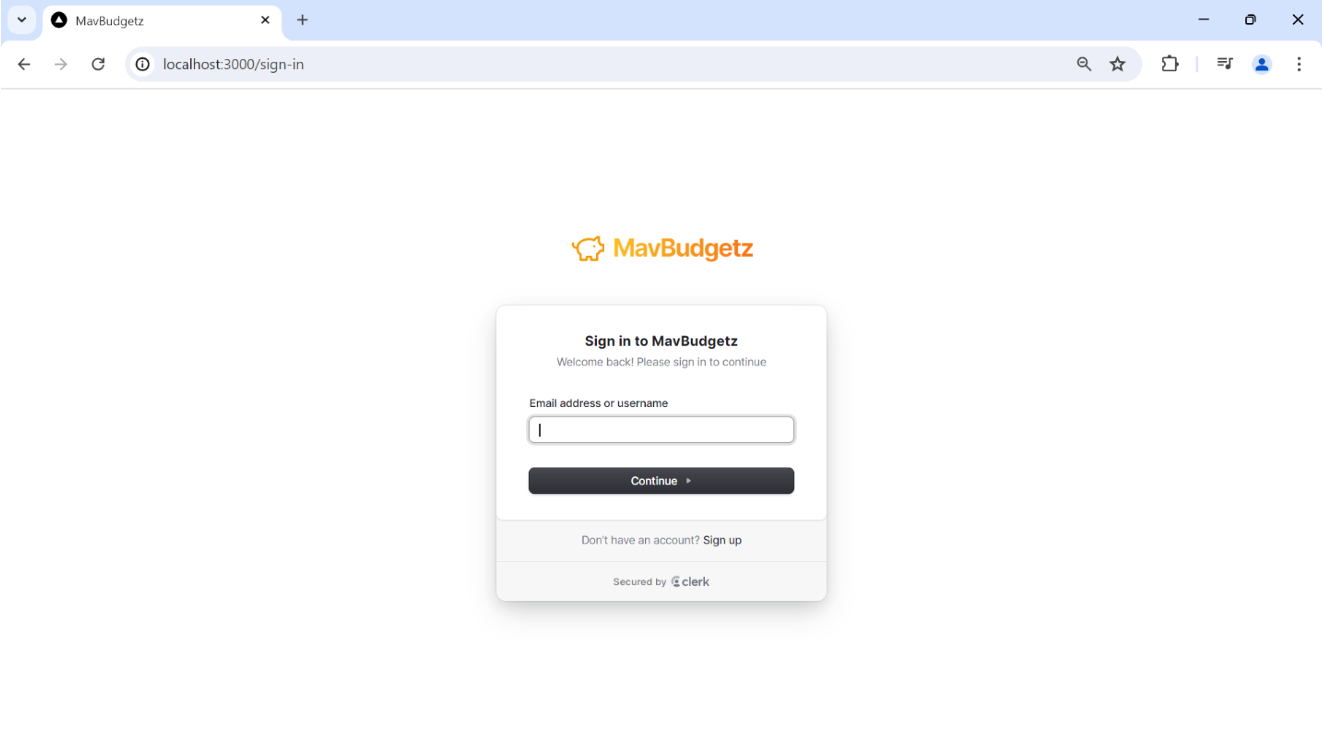 MavBudgetz
localhost:3000/sign-in
MavBudgetz
Sign in to MavBudgetz
Welcome back! Please sign in to continue
Email address or username
Continue
Don't have an account? Sign up
Secured by clerk